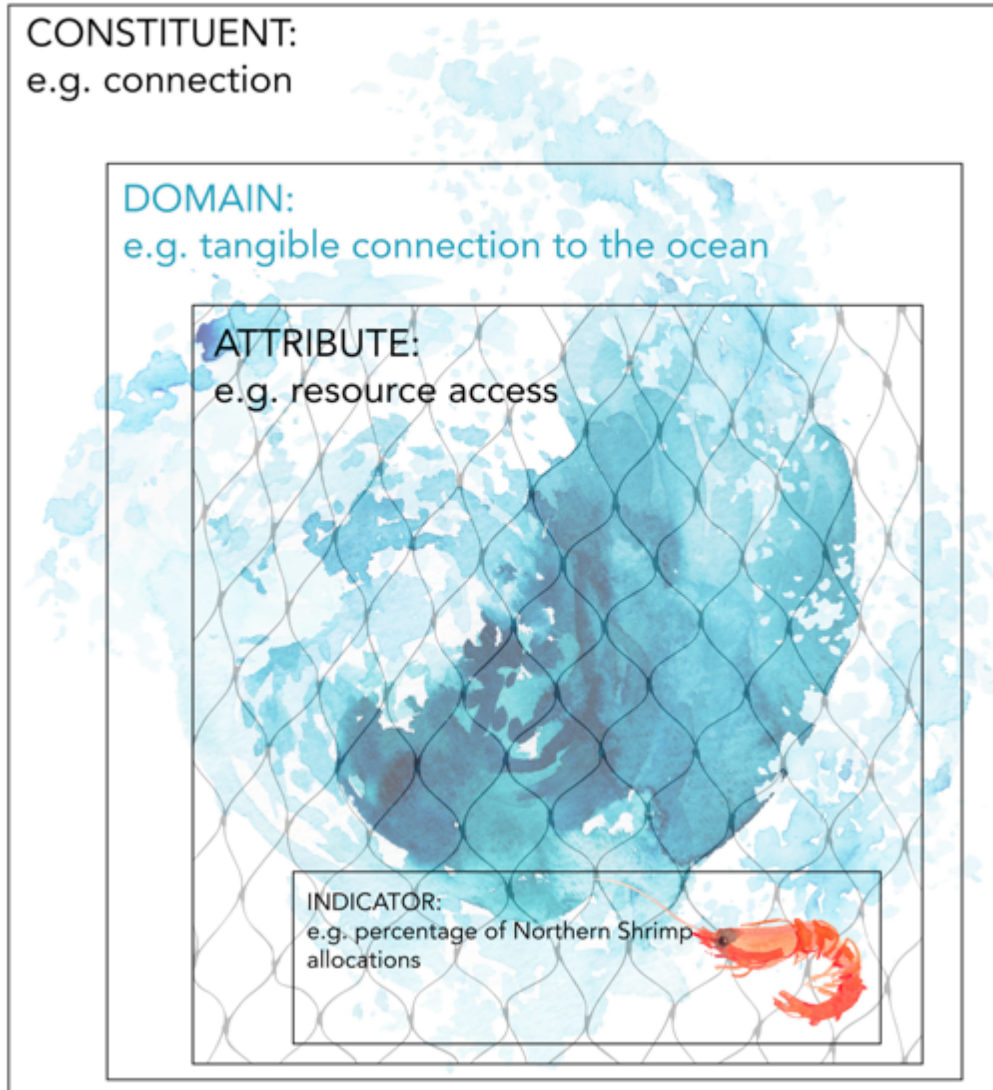 CONSTITUENT:
e.g. connection
DOMAIN:
e.g. tangible connection to the ocean
ATTRIBUTE:
e.g. resource access
INDICATOR:
e.g. percentage of Northern Shrimp
allocations